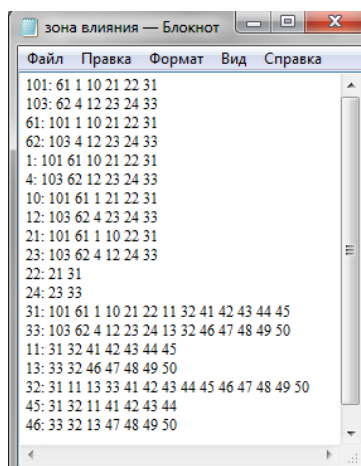 зона влияния — Блокнот
Файл Правка Формат Вид Справка
101: 61 1 10 21 22 31
103: 62 4 12 23 24 33
61: 101 1 10 21 22 31
62: 103 4 12 23 24 33
1: 101 61 10 21 22 31
4: 103 62 12 23 24 33
10: 101 61 1 21 22 31
12: 103 62 4 23 24 33
21: 101 61 1 10 22 31
23: 103 62 4 12 24 33
22: 21 31
24: 23 33
31: 101 61 1 10 21 22 11 32 41 42 43 44 45
33: 103 62 4 12 23 24 13 32 46 47 48 49 50
11: 31 32 41 42 43 44 45
13: 33 32 46 47 48 49 50
32: 31 11 13 33 41 42 43 44 45 46 47 48 49 50
45: 31 32 11 41 42 43 44
46: 33 32 13 47 48 49 50